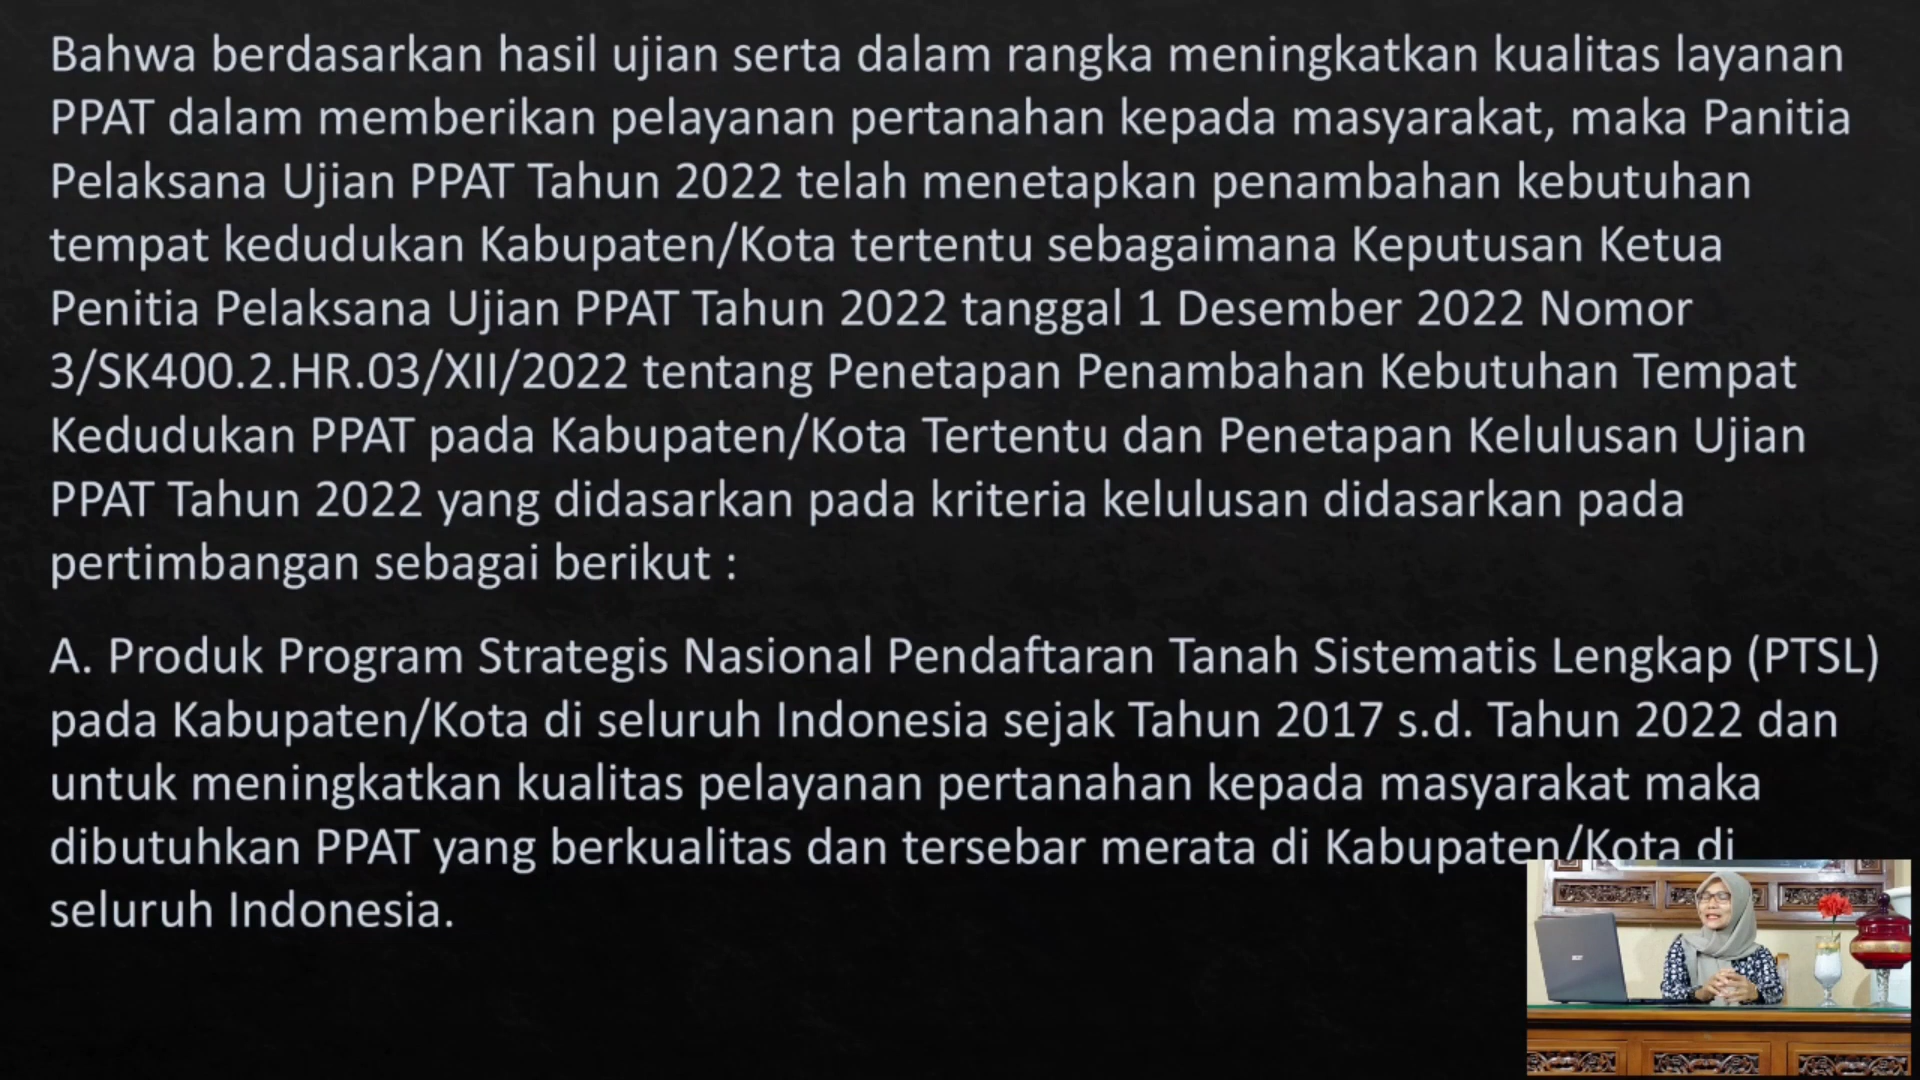 Bahwa berdasarkan hasil ujian serta dalam rangka meningkatkan kualitas layanan
PPAT dalam memberikan pelayanan pertanahan kepada masyarakat, maka Panitia
Pelaksana Ujian PPAT Tahun 2022 telah menetapkan penambahan kebutuhan
tempat kedudukan Kabupaten/Kota tertentu sebagaimana Keputusan Ketua
Penitia Pelaksana Ujian PPAT Tahun 2022 tanggal 1 Desember 2022 Nomor
3/SK400.2.HR.03/XII/2022 tentang Penetapan Penambahan Kebutuhan Tempat
Kedudukan PPAT pada Kabupaten/Kota Tertentu dan Penetapan Kelulusan Ujian
PPAT Tahun 2022 yang didasarkan pada kriteria kelulusan didasarkan pada
pertimbangan sebagai berikut :
A. Produk Program Strategis Nasional Pendaftaran Tanah Sistematis Lengkap (PTSL)
pada Kabupaten/Kota di seluruh Indonesia sejak Tahun 2017 s.d. Tahun 2022 dan
untuk meningkatkan kualitas pelayanan pertanahan kepada masyarakat maka
dibutuhkan PPAT yang berkualitas dan tersebar merata di Kabupaten/Kota di
seluruh Indonesia.